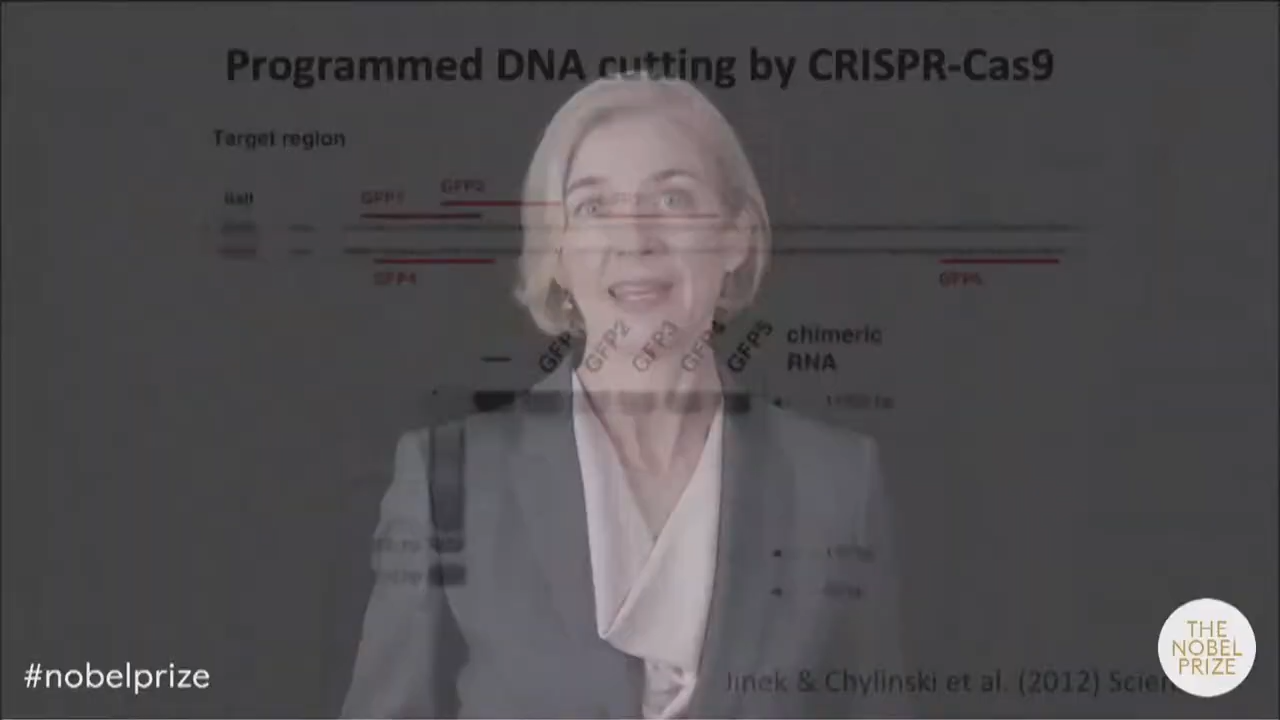 Programmed DNA cutting by CRISPR-Cas9
Target region
GFP2
GFP1
GFP4
GFP5
GFP1 GFP2 GFP3 GFP4 GFP5
chimeric
RNA
Jinek & Chylinski et al. (2012) Scien
#nobelprize
THE
NOBEL
PRIZE